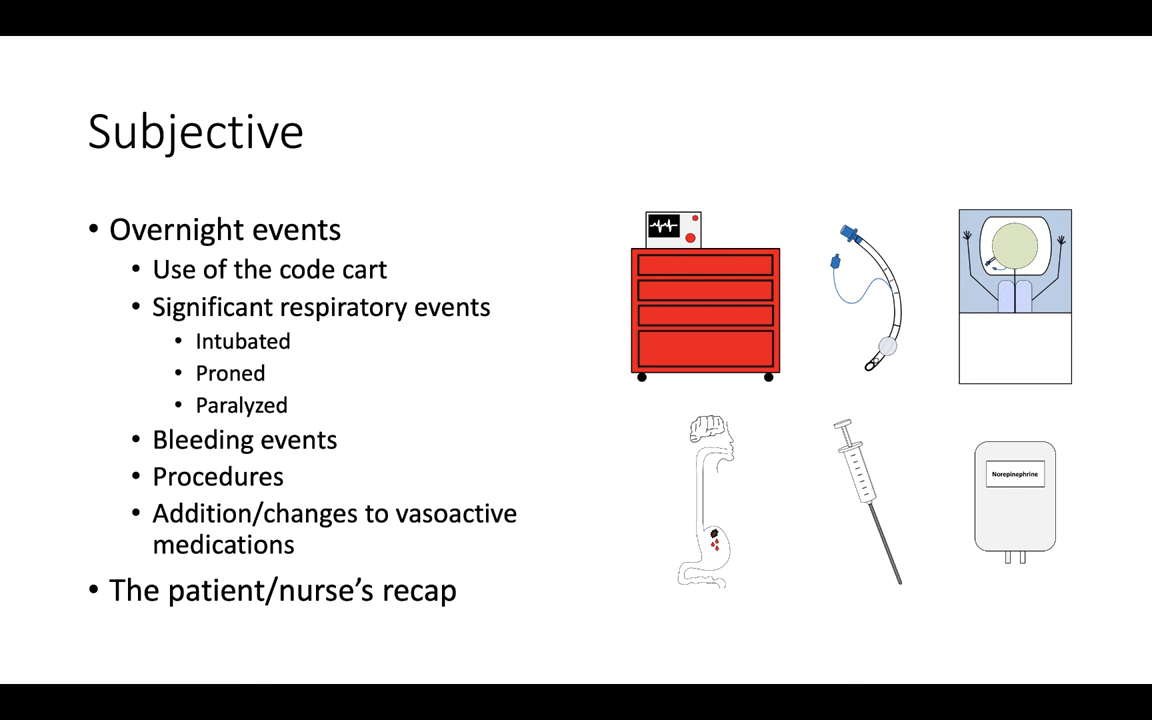 Subjective
• Overnight events
• Use of the code cart
• Significant respiratory events
• Intubated
• Proned
• Paralyzed
• Bleeding events
• Procedures
• Addition/changes to vasoactive
medications
• The patient/nurse’s recap
Norepinephrine